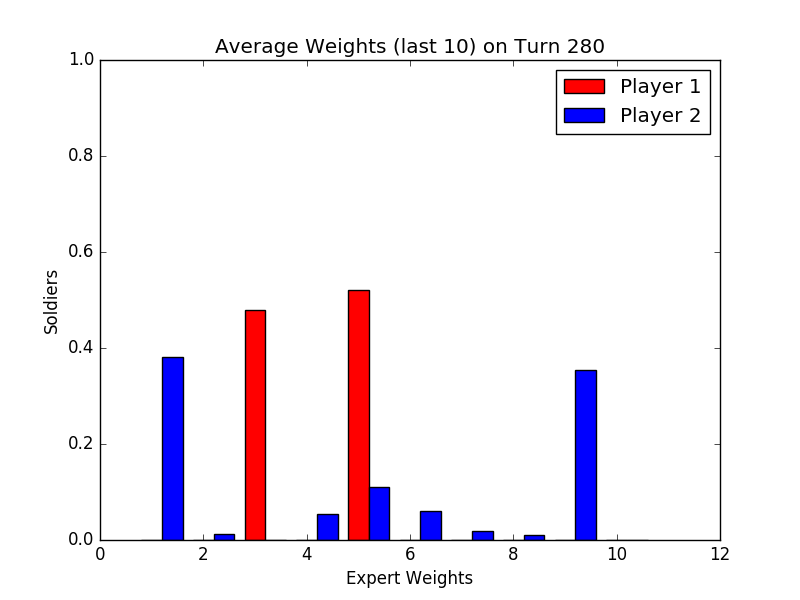 Average Weights (last 10) on Turn 280
1.0
0.8
0.6
0.4
0.2
0.0
Soldiers
Player 1
Player 2
0 2 4 6 8 10 12
Expert Weights